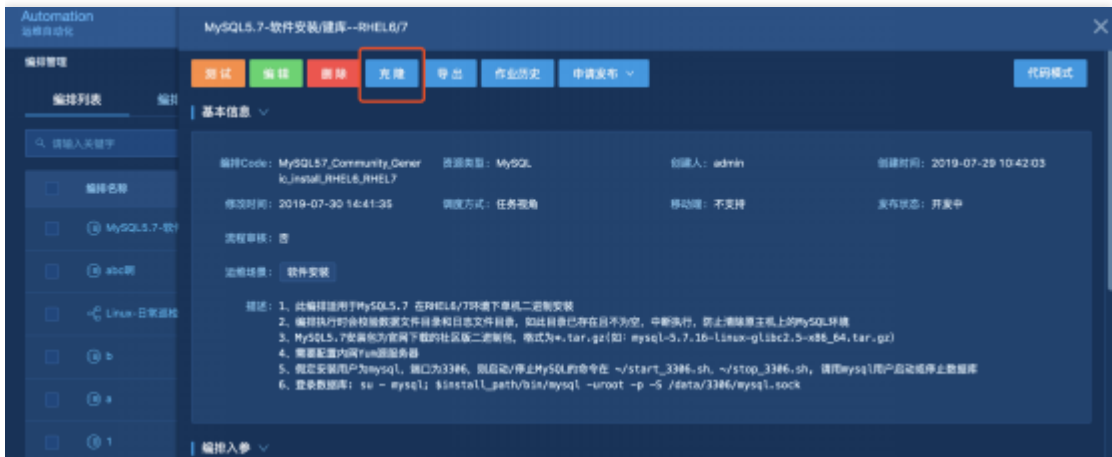 Automation
运维自动化
MySQL5.7-软件安装/建库--RHEL6/7
编排管理
测试 编辑 删除 克隆 导出 作业历史 申请发布 代码模式
编排列表 编排
基本信息
请输入关键字
编排Code: MySQL57_Community_Gener
ic_install_RHEL6_RHEL7
资源类型: MySQL
创建人: admin
创建时间: 2019-07-29 10:42:03
编排名称
修改时间: 2019-07-30 14:41:35
调度方式: 任务视角
移动端: 不支持
发布状态: 开发中
MySQL5.7-软件
流程审核: 否
abc啊
运维场景: 软件安装
Linux-日常巡检
描述: 1、此编排适用于MySQL5.7 在RHEL6/7环境下单机二进制安装
2、编排执行时会校验数据文件目录和日志文件目录, 如此目录已存在且不为空, 中断执行, 防止清除原主机上的MySQL环境
3、MySQL5.7安装包为官网下载的社区版二进制包, 格式为*.tar.gz(如: mysql-5.7.16-linux-glibc2.5-x86_64.tar.gz)
4、需要配置内网Yum源服务器
5、假定安装用户为mysql, 端口为3306, 则启动/停止MySQL的命令在 ~/start_3306.sh, ~/stop_3306.sh, 请用mysql用户启动或停止数据库
6、登录数据库: su - mysql; $install_path/bin/mysql -uroot -p -S /data/3306/mysql.sock
b
a
1
编排入参